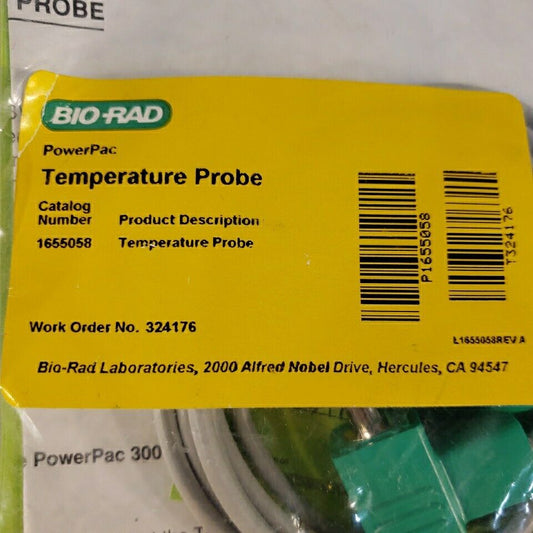 PROBE
BIO-RAD
PowerPac
Temperature Probe
Catalog
Number Product Description
1655058 Temperature Probe
P1655058
T324176
Work Order No. 324176
L1655058REV A
Bio-Rad Laboratories, 2000 Alfred Nobel Drive, Hercules, CA 94547
PowerPac 300